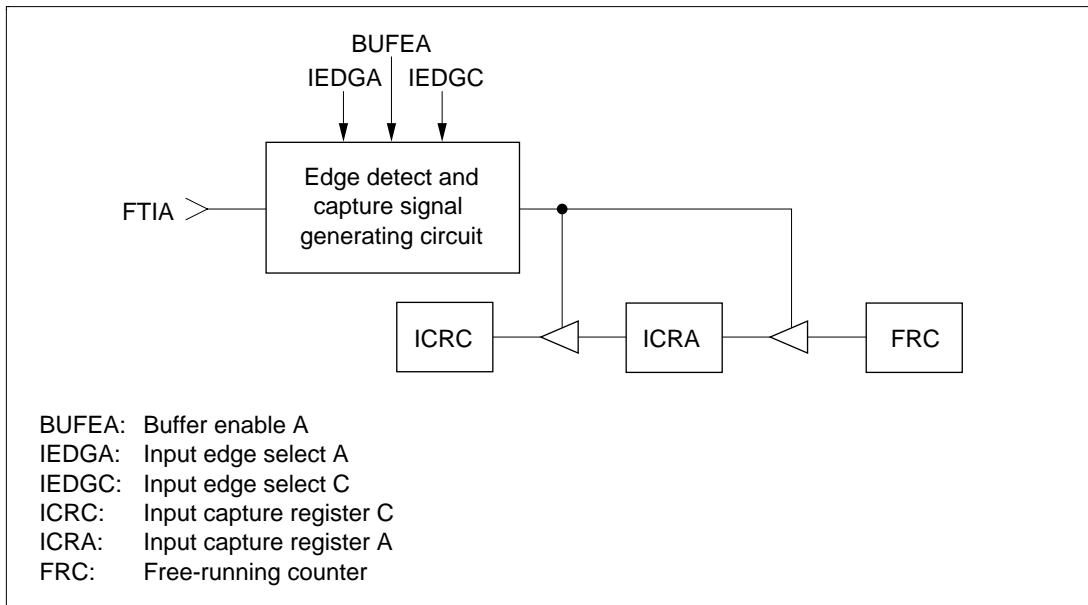 BUFEA
IEDGA IEDGC
FTIA
Edge detect and
capture signal
generating circuit
ICRC ICRA FRC
BUFEA: Buffer enable A
IEDGA: Input edge select A
IEDGC: Input edge select C
ICRC: Input capture register C
ICRA: Input capture register A
FRC: Free-running counter